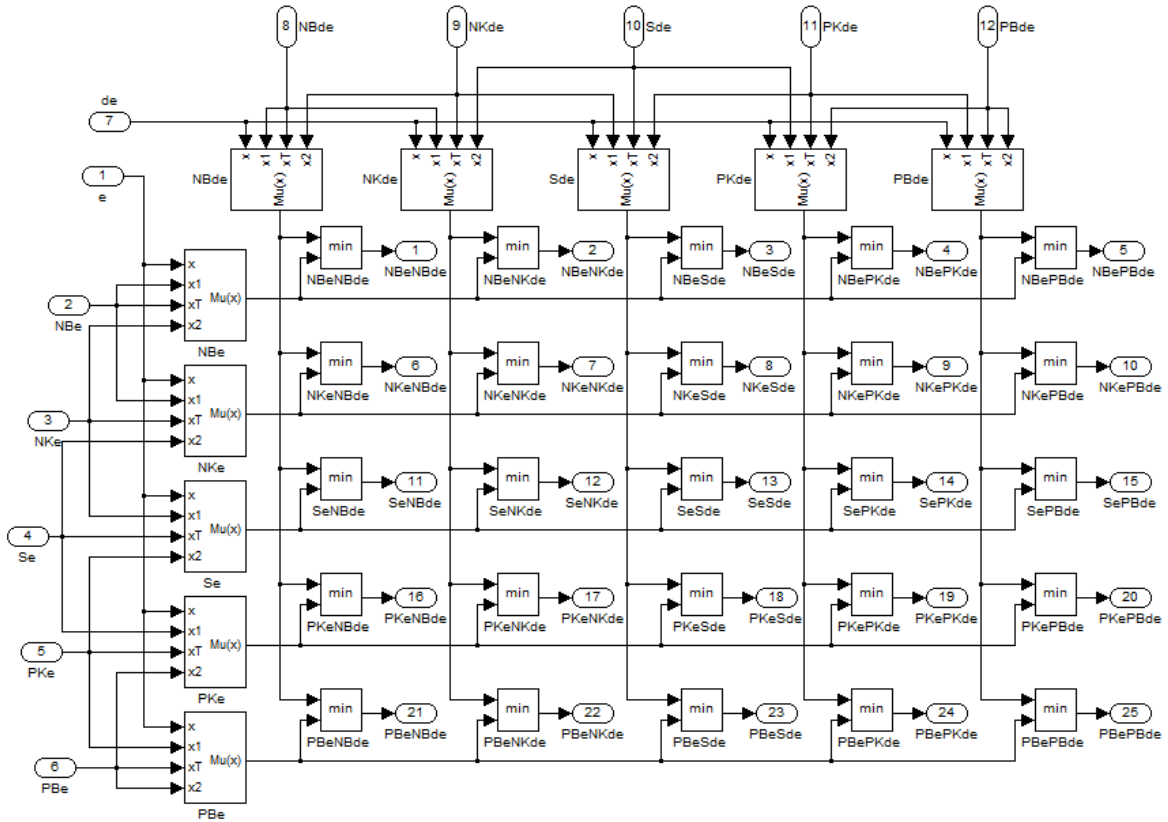 8 NBde 9 NKde 10 Sde 11 PKde 12 PBde
de
7
x x1 xT x2 x x1 xT x2 x x1 xT x2 x x1 xT x2 x x1 xT x2
1
e
NBde Mu(x) NKde Mu(x) Sde Mu(x) PKde Mu(x) PBde Mu(x)
min 1 min 2 min 3 min 4 min 5
NBeNBde NBeNBde NBeNKde NBeNKde NBeSde NBeSde NBePKde NBePKde NBePBde NBePBde
x
x1
2 xT Mu(x)
NBe
x2
NBe
min 6 min 7 min 8 min 9 min 10
NKeNBde NKeNBde NKeNKde NKeNKde NKeSde NKeSde NKePKde NKePKde NKePBde NKePBde
x
x1
3 xT Mu(x)
NKe
x2
NKe
min 11 min 12 min 13 min 14 min 15
SeNBde SeNBde SeNKde SeNKde SeSde SeSde SePKde SePKde SePBde SePBde
x
x1
4 xT Mu(x)
Se
x2
Se
min 16 min 17 min 18 min 19 min 20
PKeNBde PKeNBde PKeNKde PKeNKde PKeSde PKeSde PKePKde PKePKde PKePBde PKePBde
x
x1
5 xT Mu(x)
PKe
x2
PKe
min 21 min 22 min 23 min 24 min 25
PBeNBde PBeNBde PBeNKde PBeNKde PBeSde PBeSde PBePKde PBePKde PBePBde PBePBde
x
x1
6 xT Mu(x)
PBe
x2
PBe